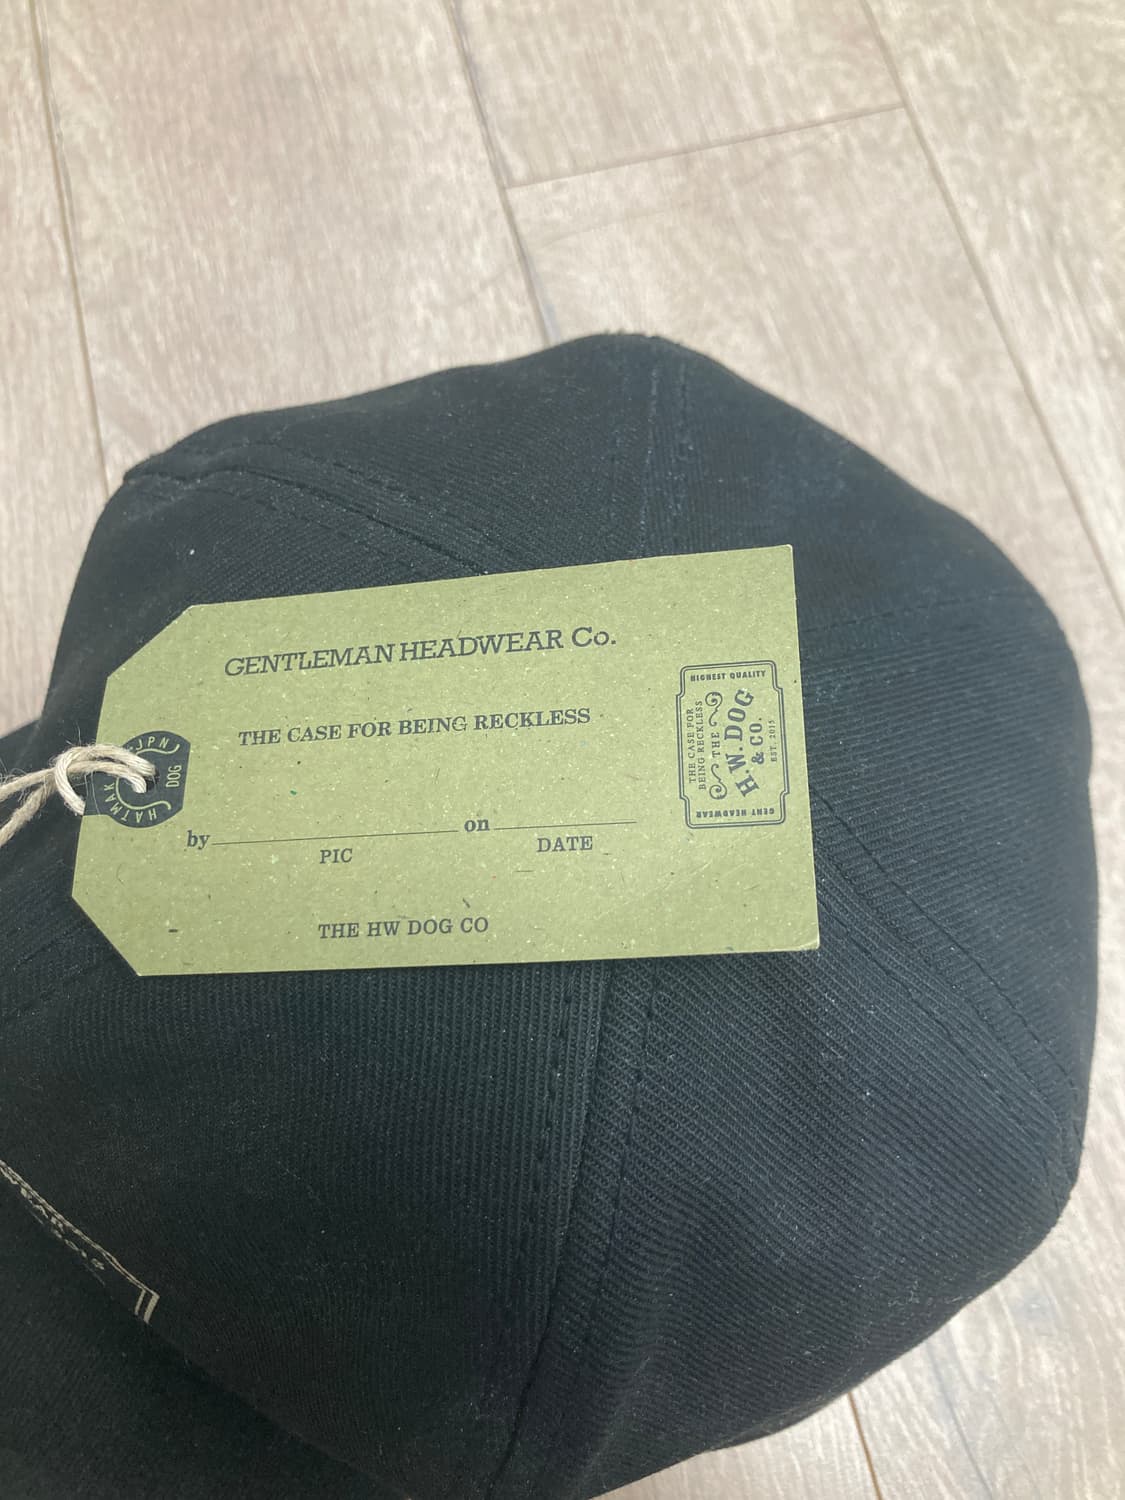 GENTLEMAN HEADWEAR Co.
THE CASE FOR BEING RECKLESS
by on
PIC DATE
THE HW DOG CO
JPN
DOG
HATMAK
HIGHEST QUALITY
THE CASE FOR
BEING RECKLESS
THE
H.W.DOG
& CO.
EST. 2015
GENT HEADWEAR